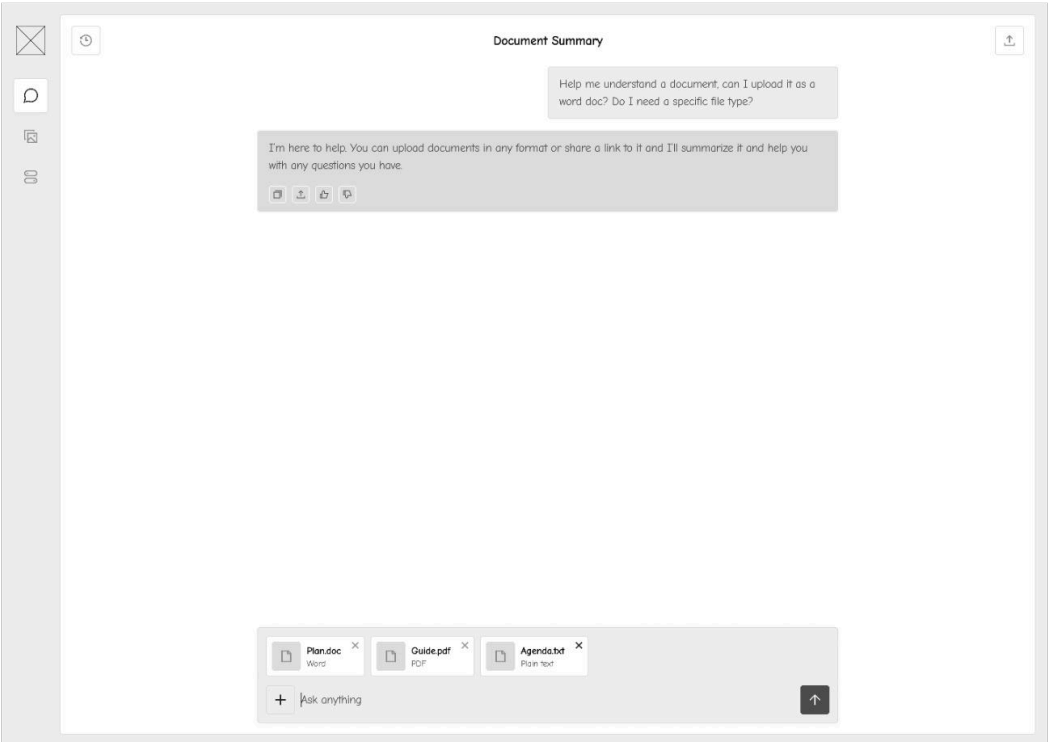 Document Summary
Help me understand a document, can I upload it as a
word doc? Do I need a specific file type?
I'm here to help. You can upload documents in any format or share a link to it and I'll summarize it and help you
with any questions you have.
Plan.doc
Word
Guide.pdf
PDF
Agenda.txt
Plain text
Ask anything